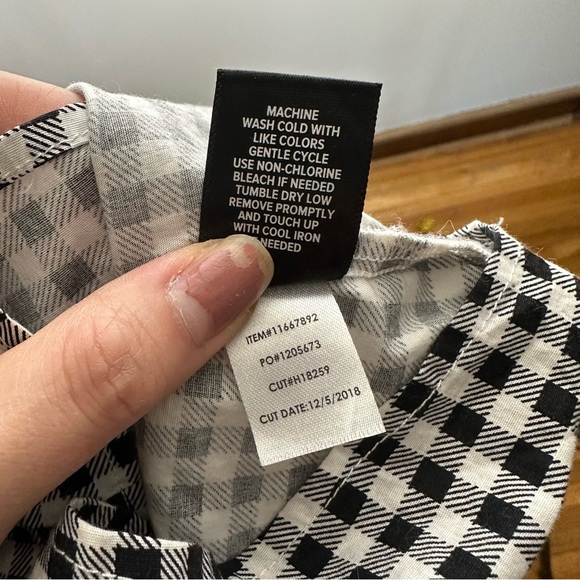 MACHINE
WASH COLD WITH
LIKE COLORS
GENTLE CYCLE
USE NON-CHLORINE
BLEACH IF NEEDED
TUMBLE DRY LOW
REMOVE PROMPTLY
AND TOUCH UP
WITH COOL IRON
NEEDED
ITEM#11667892
PO#1205673
CUT#H18259
CUT DATE:12/5/2018